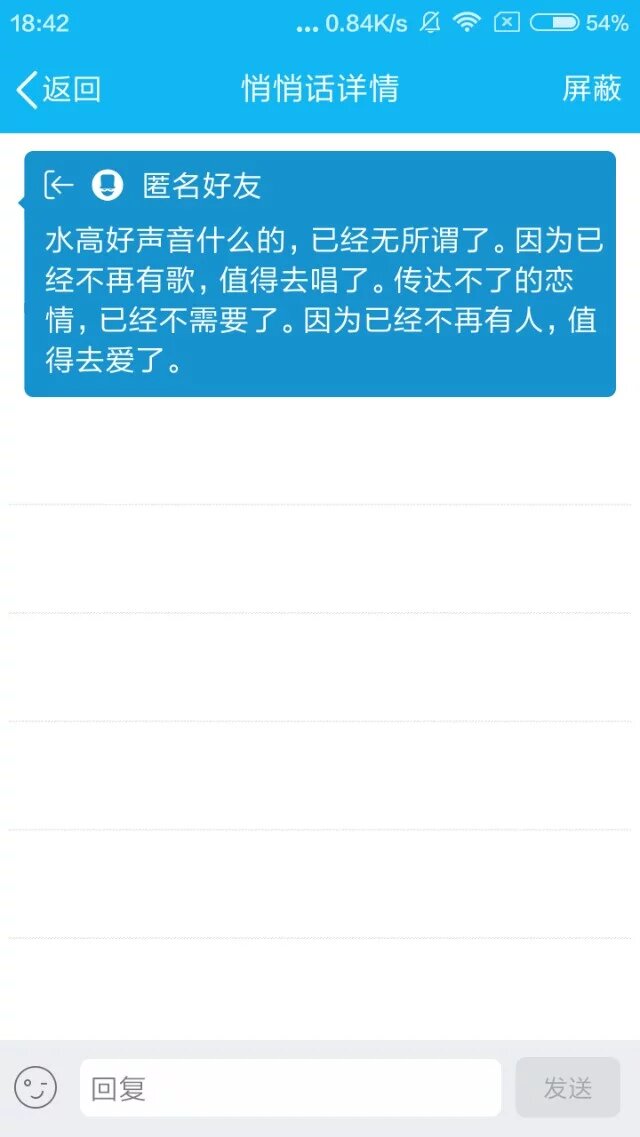 18:42 ... 0.84K/s 54%
返回 悄悄话详情 屏蔽
匿名好友
水高好声音什么的，已经无所谓了。因为已
经不再有歌，值得去唱了。传达不了的恋
情，已经不需要了。因为已经不再有人，值
得去爱了。
回复 发送